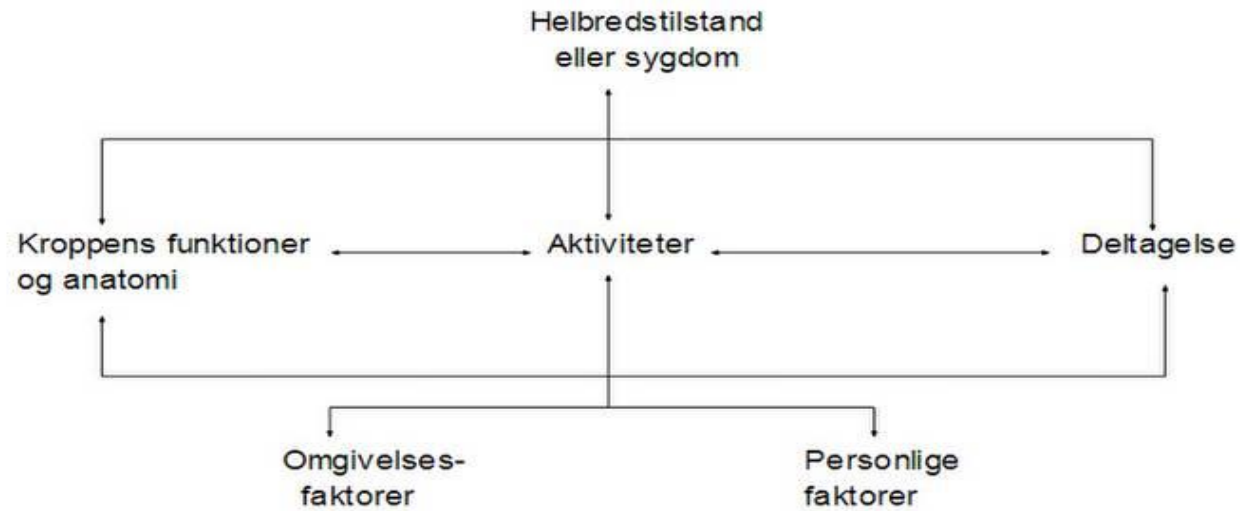 Helbredstilstand
eller sygdom
Kroppens funktioner
og anatomi
Aktiviteter
Deltagelse
Omgivelses-
faktorer
Personlige
faktorer